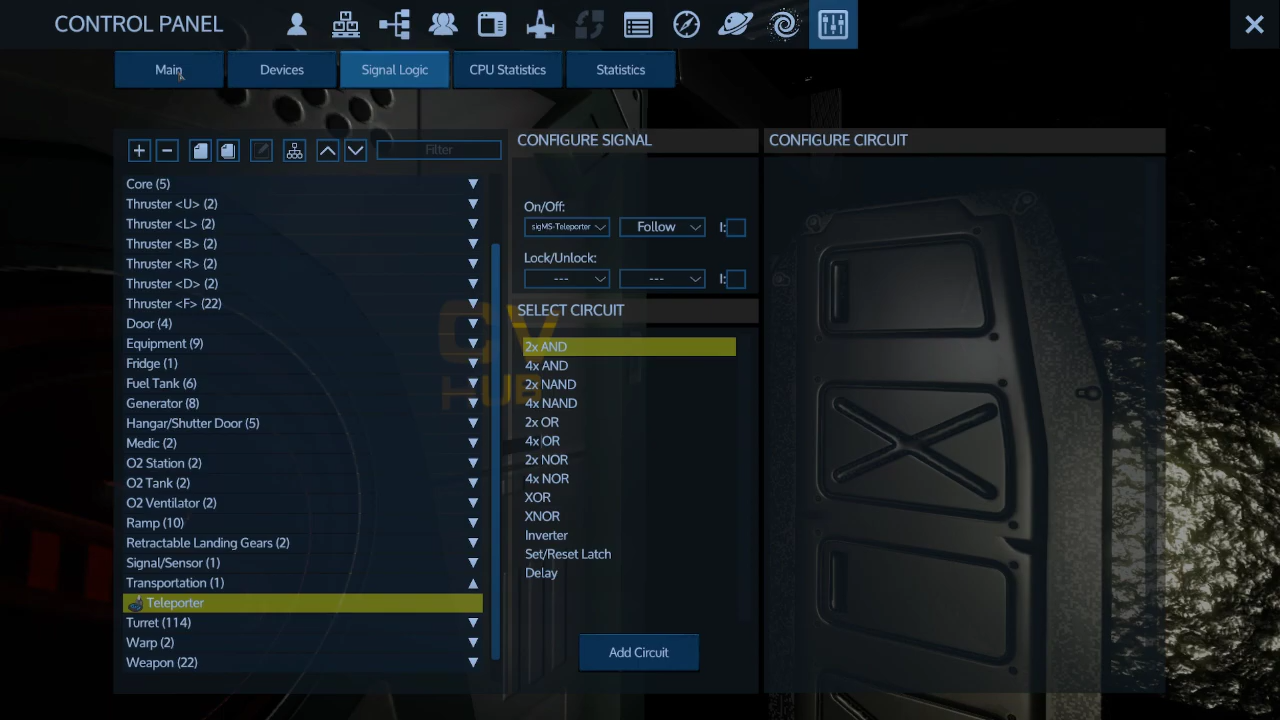 CONTROL PANEL
Main
Devices
Signal Logic
CPU Statistics
Statistics
Filter
Core (5)
Thruster <U> (2)
Thruster <L> (2)
Thruster <B> (2)
Thruster <R> (2)
Thruster <D> (2)
Thruster <F> (22)
Door (4)
Equipment (9)
Fridge (1)
Fuel Tank (6)
Generator (8)
Hangar/Shutter Door (5)
Medic (2)
O2 Station (2)
O2 Tank (2)
O2 Ventilator (2)
Ramp (10)
Retractable Landing Gears (2)
Signal/Sensor (1)
Transportation (1)
Teleporter
Turret (114)
Warp (2)
Weapon (22)
CONFIGURE SIGNAL
On/Off:
sigMS-Teleporter
Follow
I:
Lock/Unlock:
---
---
I:
SELECT CIRCUIT
2x AND
4x AND
2x NAND
4x NAND
2x OR
4x OR
2x NOR
4x NOR
XOR
XNOR
Inverter
Set/Reset Latch
Delay
Add Circuit
CONFIGURE CIRCUIT
CV
HUB